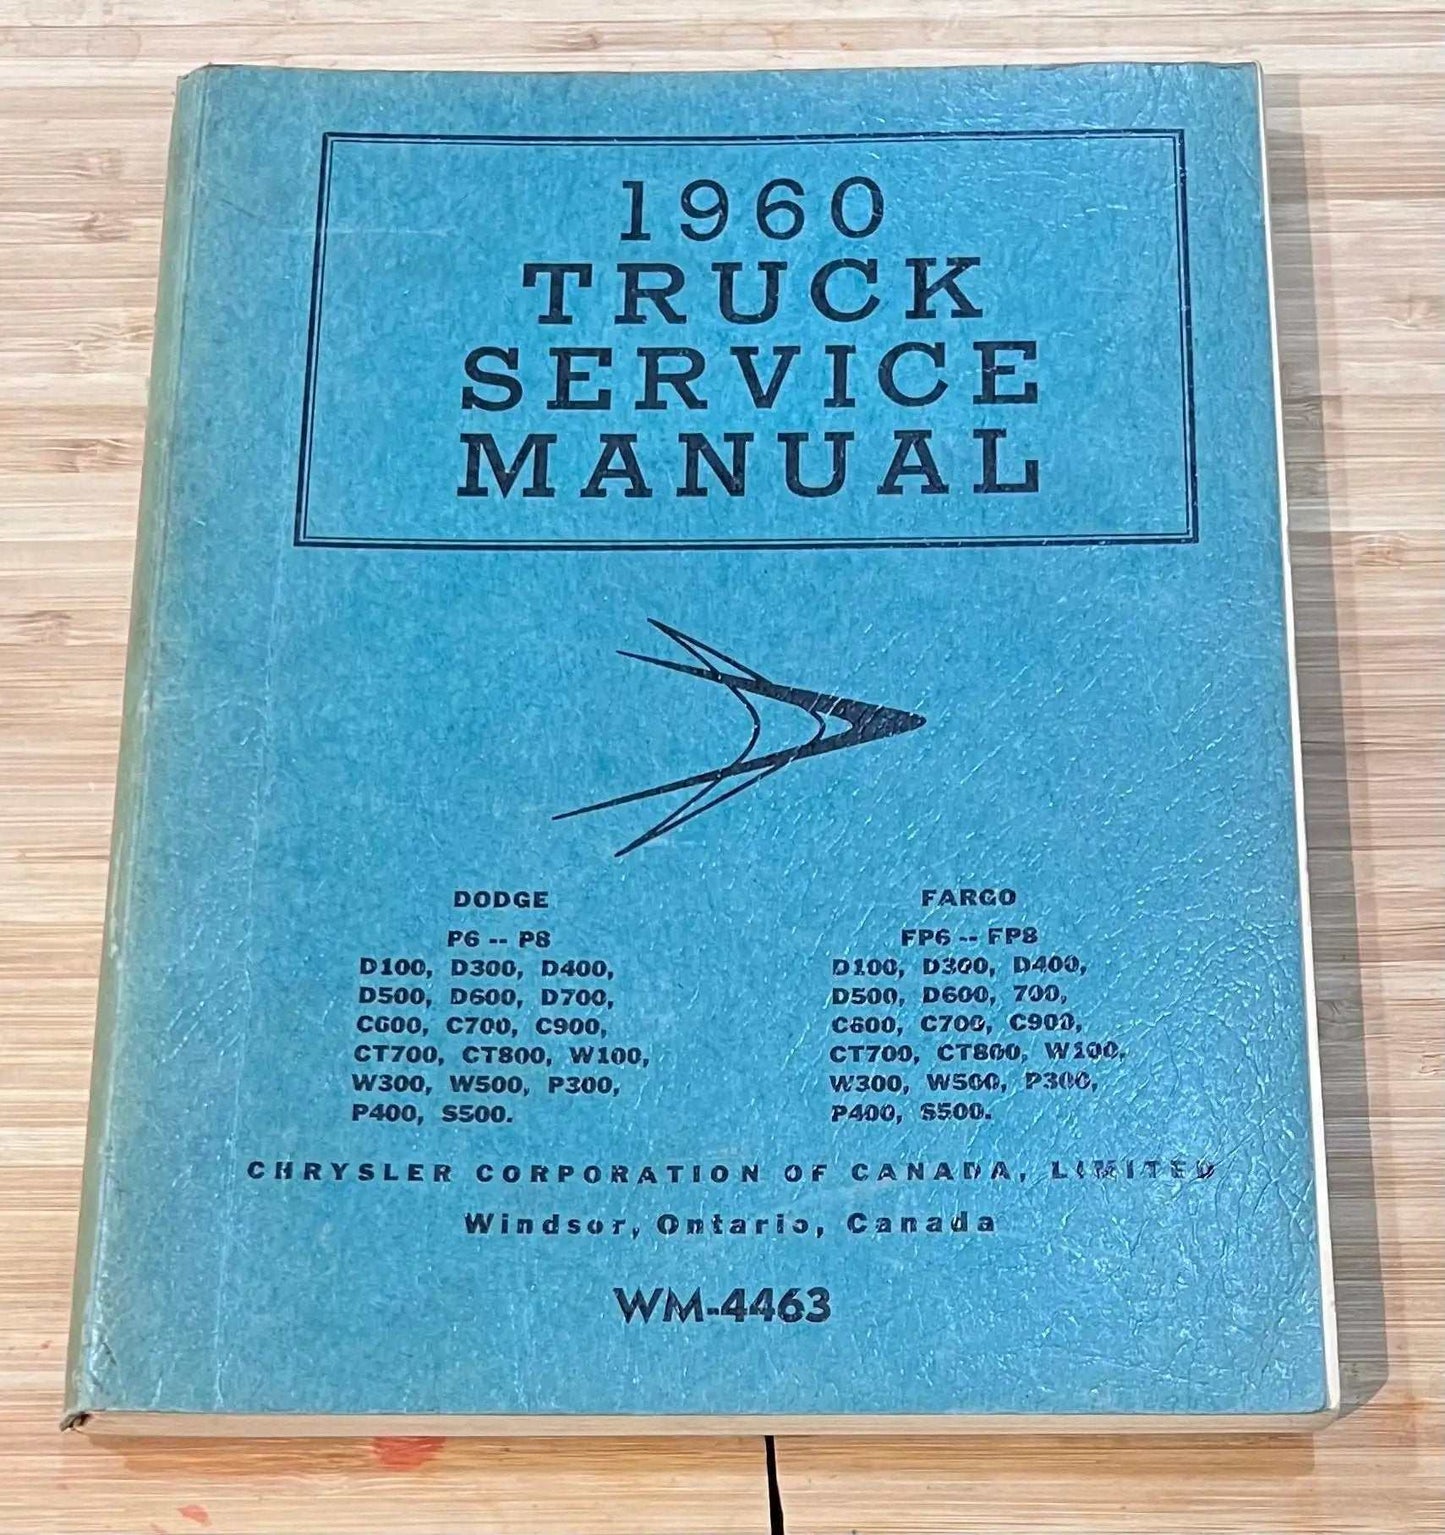 1960
TRUCK
SERVICE
MANUAL
DODGE
P6 -- P8
D100, D300, D400,
D500, D600, D700,
C600, C700, C900,
CT700, CT800, W100,
W300, W500, P300,
P400, S500.
FARGO
FP6 -- FP8
D100, D300, D400,
D500, D600, 700,
C600, C700, C900,
CT700, CT800, W100,
W300, W500, P300,
P400, S500.
CHRYSLER CORPORATION OF CANADA, LIMITED
Windsor, Ontario, Canada
WM-4463